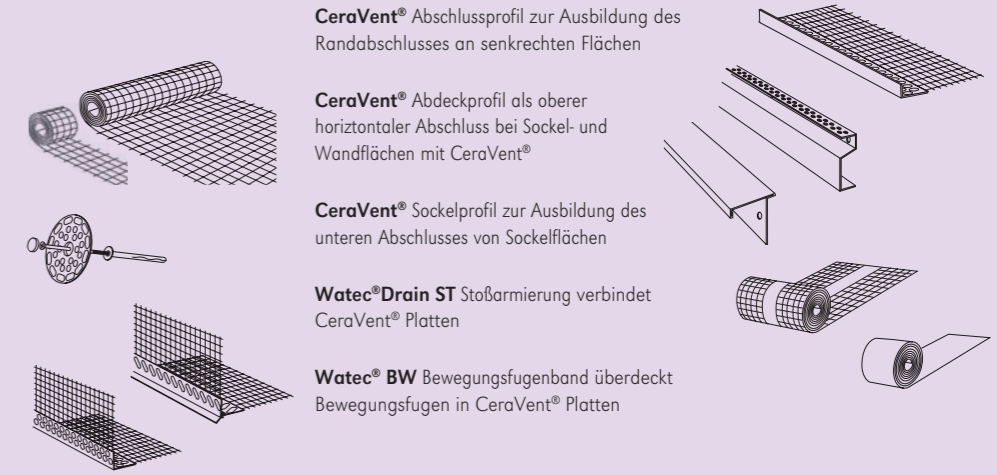 CeraVent® Abschlussprofil zur Ausbildung des
Randabschlusses an senkrechten Flächen
CeraVent® Abdeckprofil als oberer
horiztontaler Abschluss bei Sockel- und
Wandflächen mit CeraVent®
CeraVent® Sockelprofil zur Ausbildung des
unteren Abschlusses von Sockelflächen
Watec®Drain ST Stoßarmierung verbindet
CeraVent® Platten
Watec® BW Bewegungsfugenband überdeckt
Bewegungsfugen in CeraVent® Platten